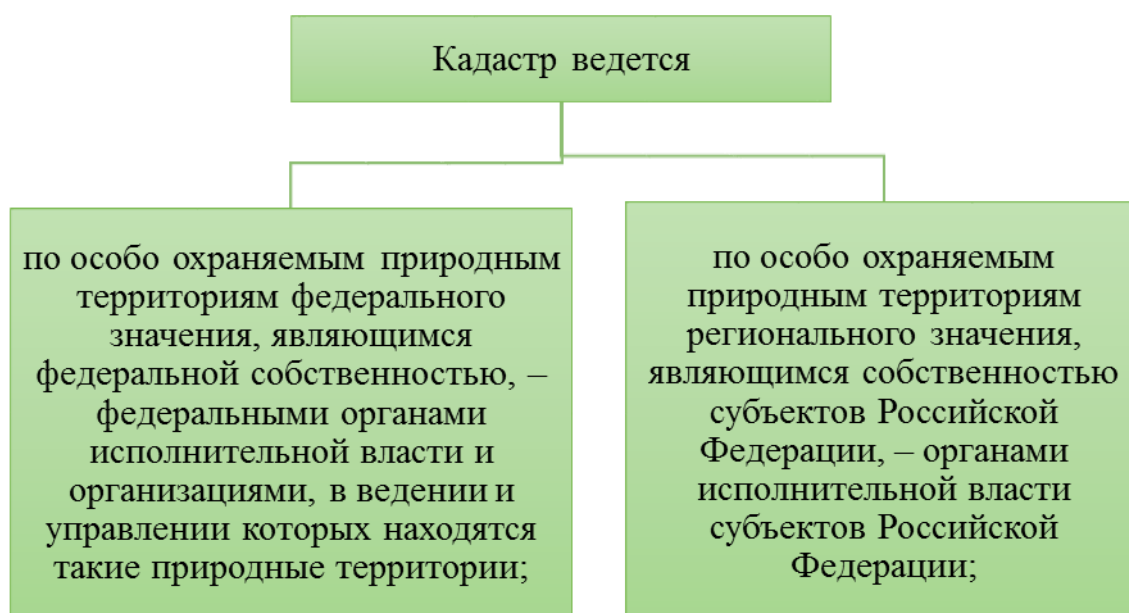 Кадастр ведется
по особо охраняемым природным
территориям федерального
значения, являющимся
федеральной собственностью, –
федеральными органами
исполнительной власти и
организациями, в ведении и
управлении которых находятся
такие природные территории;
по особо охраняемым
природным территориям
регионального значения,
являющимся собственностью
субъектов Российской
Федерации, – органами
исполнительной власти
субъектов Российской
Федерации;